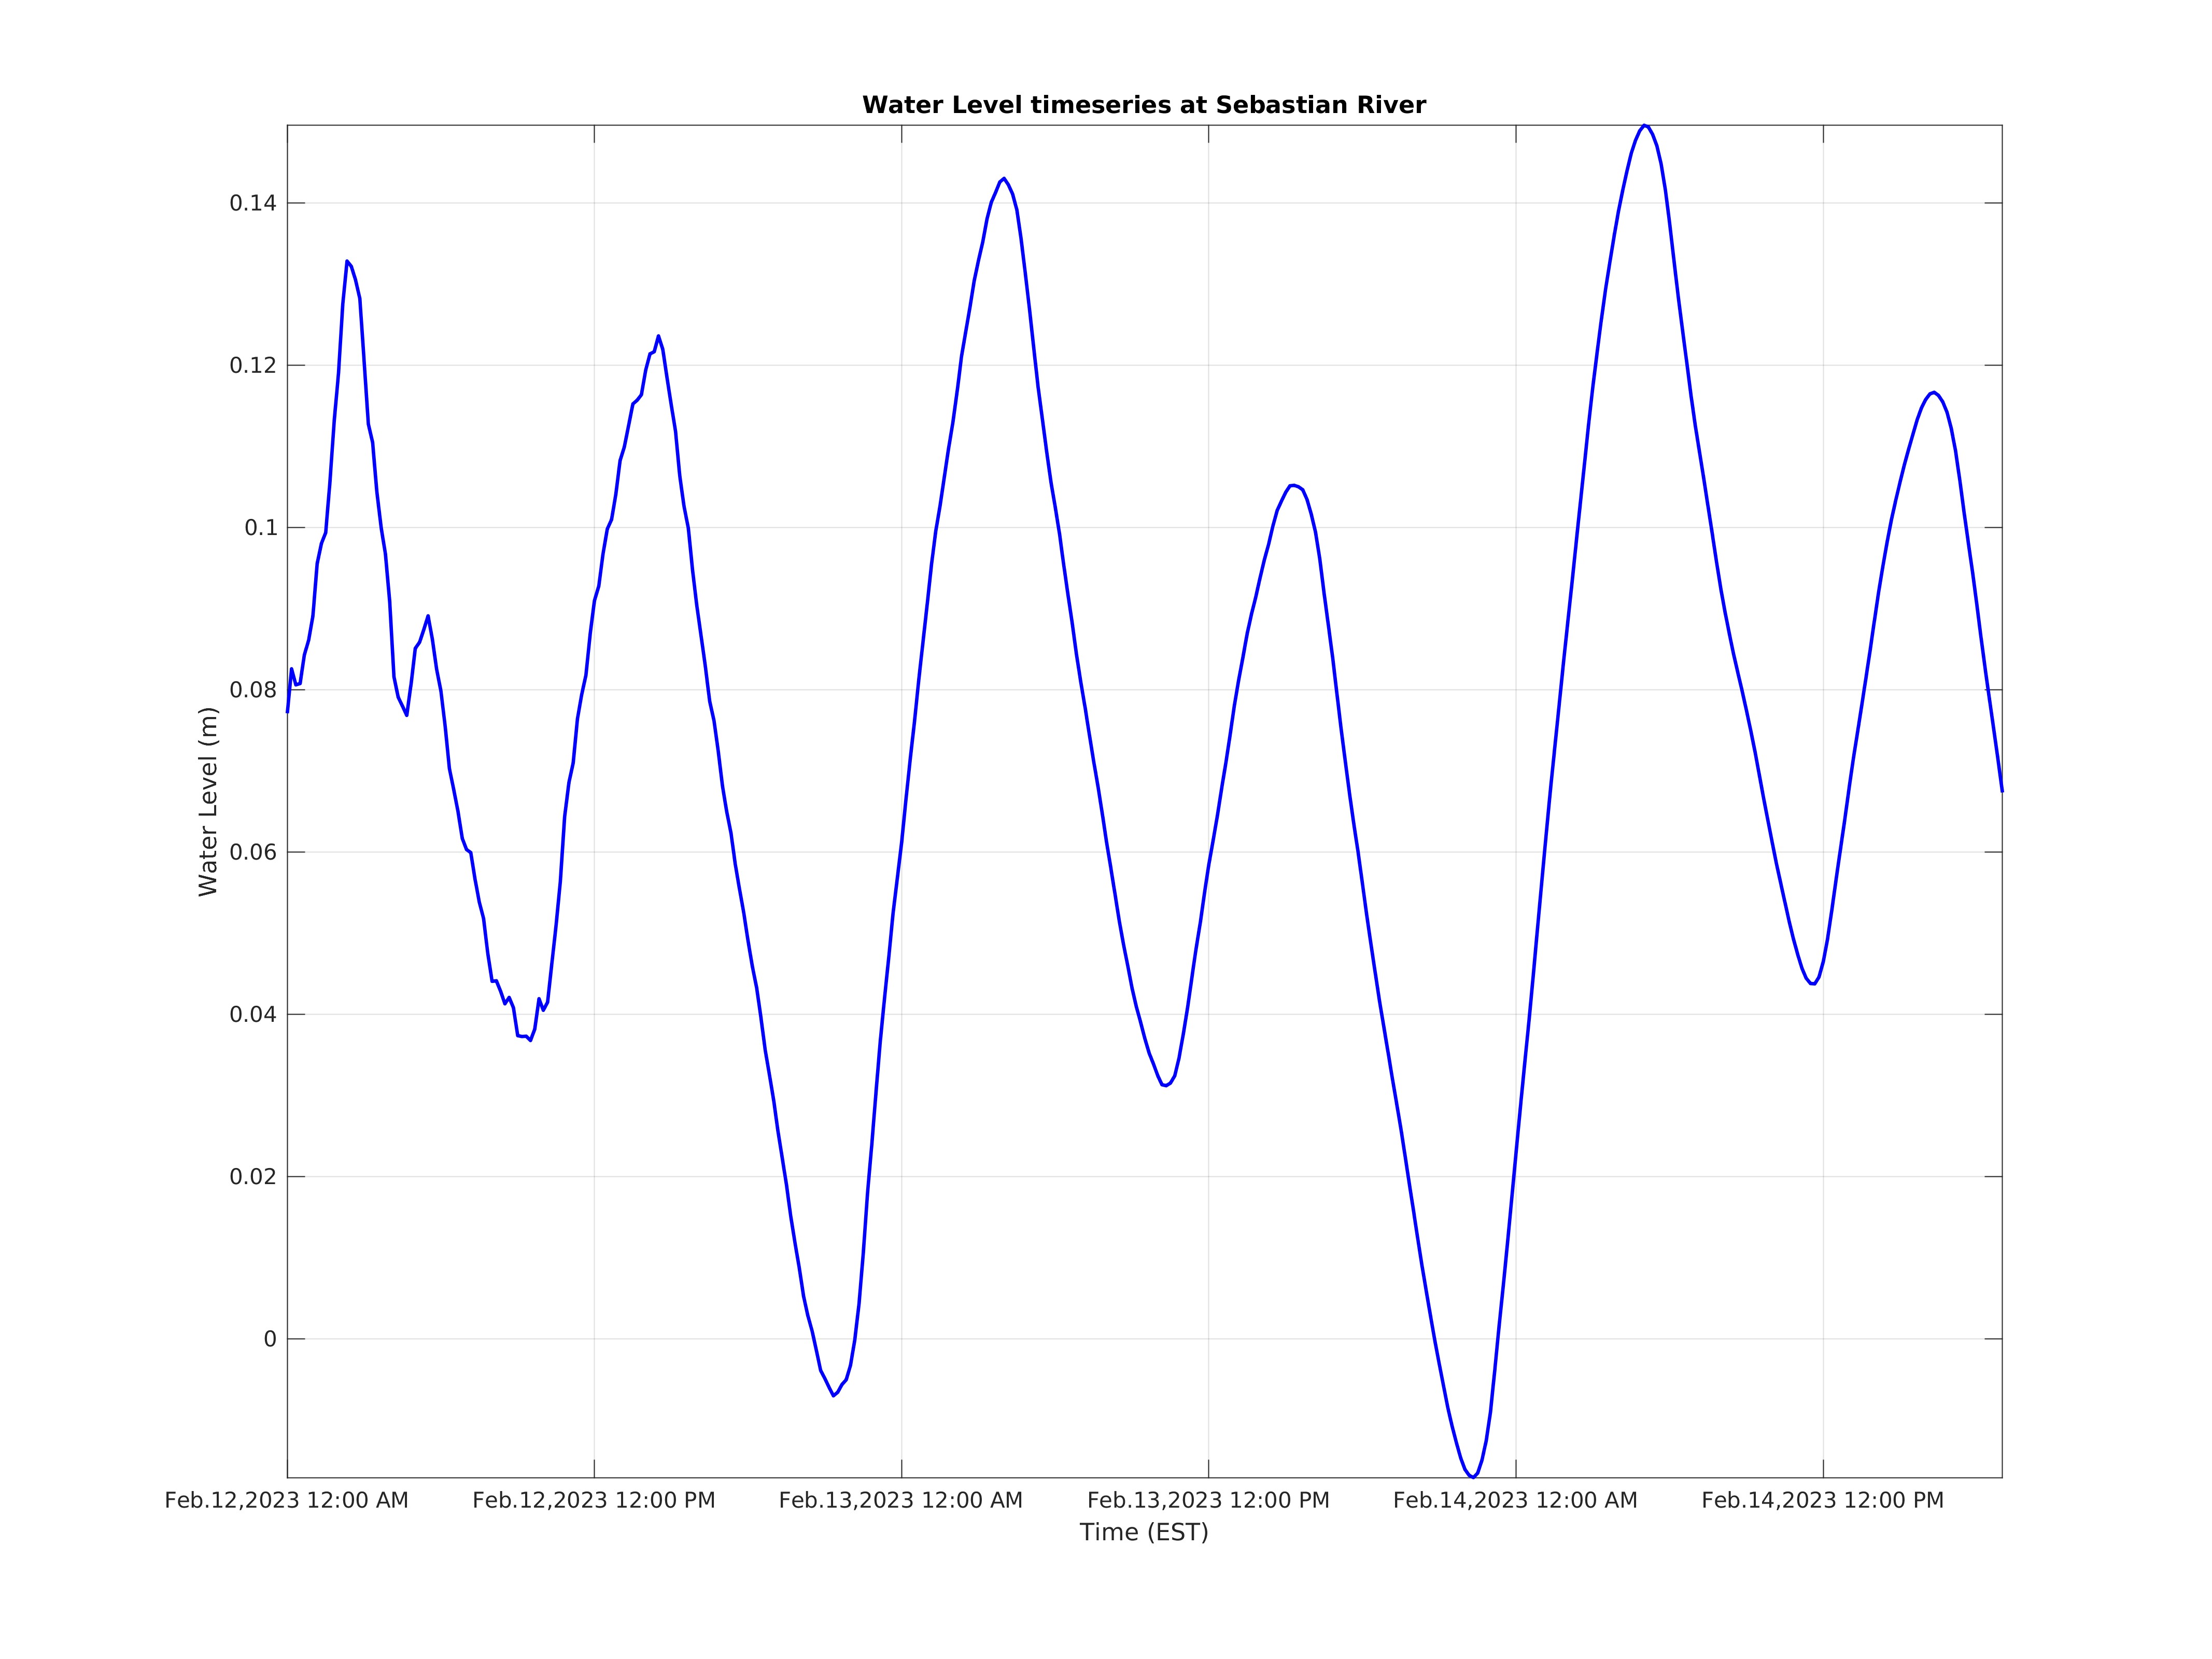 Water Level timeseries at Sebastian River
0.14
0.12
0.1
0.08
0.06
0.04
0.02
0
Water Level (m)
Feb.12,2023 12:00 AM
Feb.12,2023 12:00 PM
Feb.13,2023 12:00 AM
Feb.13,2023 12:00 PM
Feb.14,2023 12:00 AM
Feb.14,2023 12:00 PM
Time (EST)